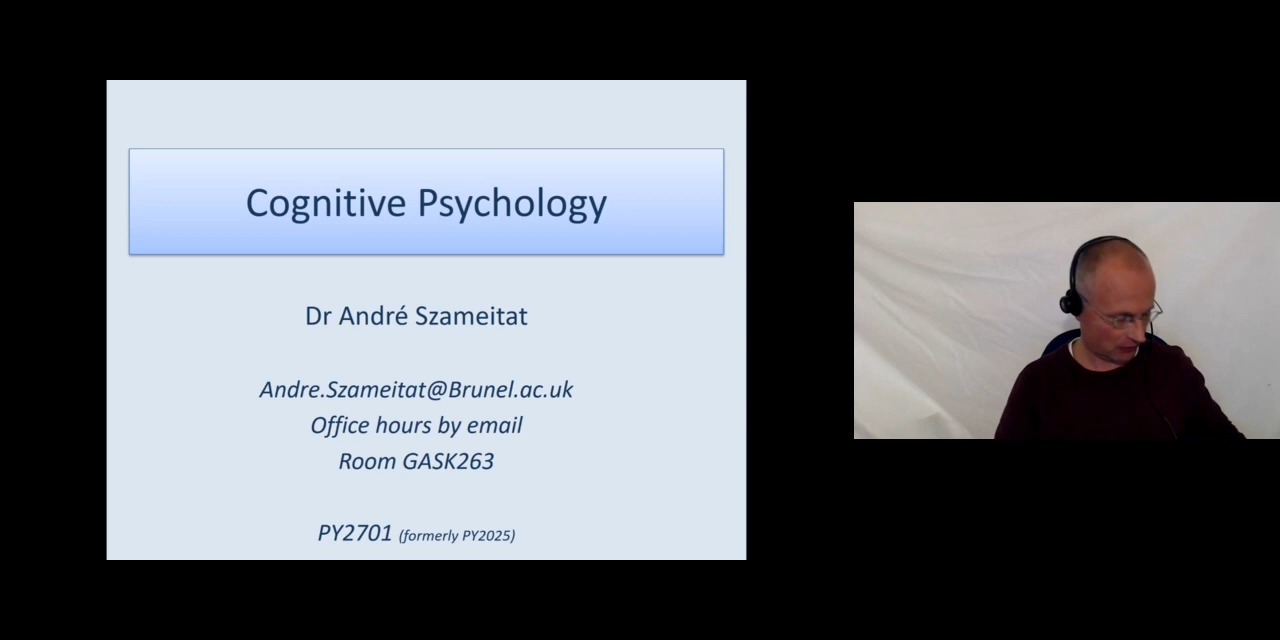 Cognitive Psychology
Dr André Szameitat
Andre.Szameitat@Brunel.ac.uk
Office hours by email
Room GASK263
PY2701 (formerly PY2025)